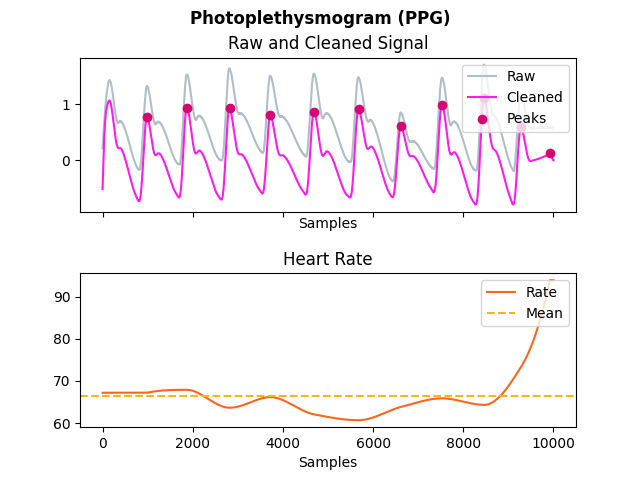 Photoplethysmogram (PPG)
Raw and Cleaned Signal
1
0
Raw
Cleaned
Peaks
Samples
Heart Rate
90
80
70
60
Rate
Mean
0
2000
4000
6000
8000
10000
Samples